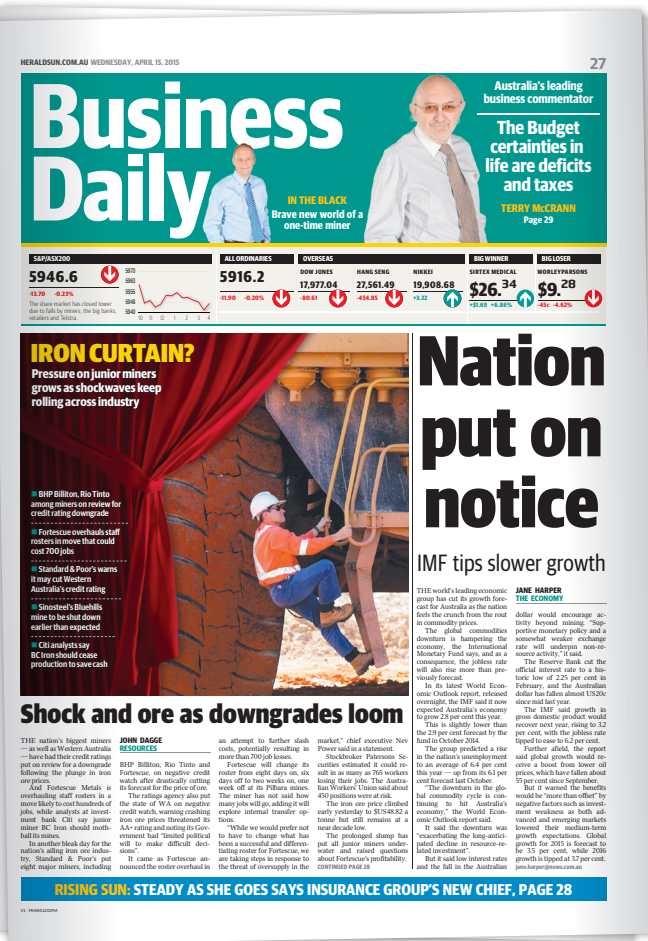 HERALDSUN.COM.AU WEDNESDAY, APRIL 15, 2015
27
Business
Daily
IN THE BLACK
Brave new world of a
one-time miner
Australia's leading
business commentator
The Budget
certainties in
life are deficits
and taxes
TERRY McCRANN
Page 29
S&P/ASX200
5946.6
-13.70 -0.23%
The share market has closed lower
due to falls by miners, the big banks,
retailers and Telstra.
5970
5960
5955
5948
5940
10 11 12 1 2 3 4
ALL ORDINARIES
5916.2
-11.90 -0.20%
OVERSEAS
DOW JONES
17,977.04
-80.61
HANG SENG
27,561.49
-454.85
NIKKEI
19,908.68
+3.22
BIG WINNER
SIRTEX MEDICAL
$26.34
+$1.69 +6.86%
BIG LOSER
WORLEYPARSONS
$9.28
-45c -4.62%
IRON CURTAIN?
Pressure on junior miners
grows as shockwaves keep
rolling across industry
BHP Billiton, Rio Tinto
among miners on review for
credit rating downgrade
Fortescue overhauls staff
rosters in move that could
cost 700 jobs
Standard & Poor's warns
it may cut Western
Australia's credit rating
Sinosteel's Bluehills
mine to be shut down
earlier than expected
Citi analysts say
BC Iron should cease
production to save cash
Shock and ore as downgrades loom
THE nation's biggest miners
— as well as Western Australia
— have had their credit ratings
put on review for a downgrade
following the plunge in iron
ore prices.
And Fortescue Metals is
overhauling staff rosters in a
move likely to cost hundreds of
jobs, while analysts at invest-
ment bank Citi say junior
miner BC Iron should moth-
ball its mines.
In another bleak day for the
nation's ailing iron ore indus-
try, Standard & Poor's put
eight major miners, including
JOHN DAGGE
RESOURCES
BHP Billiton, Rio Tinto and
Fortescue, on negative credit
watch after drastically cutting
its forecast for the price of ore.
The ratings agency also put
the state of WA on negative
credit watch, warning crashing
iron ore prices threatened its
AA+ rating and noting its Gov-
ernment had "limited political
will to make difficult deci-
sions".
It came as Fortescue an-
nounced the roster overhaul in
an attempt to further slash
costs, potentially resulting in
more than 700 job losses.
Fortescue will change its
roster from eight days on, six
days off to two weeks on, one
week off at its Pilbara mines.
The miner has not said how
many jobs will go, adding it will
explore internal transfer op-
tions.
"While we would prefer not
to have to change what has
been a successful and differen-
tiating roster for Fortescue, we
are taking steps in response to
the threat of oversupply in the
market," chief executive Nev
Power said in a statement.
Stockbroker Patersons Se-
curities estimated it could re-
sult in as many as 765 workers
losing their jobs. The Austra-
lian Workers' Union said about
450 positions were at risk.
The iron ore price climbed
early yesterday to $US48.82 a
tonne but still remains at a
near decade low.
The prolonged slump has
put all junior miners under-
water and raised questions
about Fortescue's profitability.
CONTINUED PAGE 28
Nation
put on
notice
IMF tips slower growth
THE world's leading economic
group has cut its growth fore-
cast for Australia as the nation
feels the crunch from the rout
in commodity prices.
The global commodities
downturn is hampering the
economy, the International
Monetary Fund says, and as a
consequence, the jobless rate
will also rise more than pre-
viously forecast.
In its latest World Econ-
omic Outlook report, released
overnight, the IMF said it now
expected Australia's economy
to grow 2.8 per cent this year.
This is slightly lower than
the 2.9 per cent forecast by the
fund in October 2014.
The group predicted a rise
in the nation's unemployment
to an average of 6.4 per cent
this year — up from its 6.1 per
cent forecast last October.
"The downturn in the glo-
bal commodity cycle is con-
tinuing to hit Australia's
economy," the World Econ-
omic Outlook report said.
It said the downturn was
"exacerbating the long-antici-
pated decline in resource-re-
lated investment".
But it said low interest rates
and the fall in the Australian
JANE HARPER
THE ECONOMY
dollar would encourage ac-
tivity beyond mining. "Sup-
portive monetary policy and a
somewhat weaker exchange
rate will underpin non-re-
source activity," it said.
The Reserve Bank cut the
official interest rate to a his-
toric low of 2.25 per cent in
February, and the Australian
dollar has fallen almost US20c
since mid last year.
The IMF said growth in
gross domestic product would
recover next year, rising to 3.2
per cent, with the jobless rate
tipped to ease to 6.2 per cent.
Further afield, the report
said global growth would re-
ceive a boost from lower oil
prices, which have fallen about
55 per cent since September.
But it warned the benefits
would be "more than offset" by
negative factors such as invest-
ment weakness as both ad-
vanced and emerging markets
lowered their medium-term
growth expectations. Global
growth for 2015 is forecast to
be 3.5 per cent, while 2016
growth is tipped at 3.7 per cent.
jane.harper@news.com.au
RISING SUN: STEADY AS SHE GOES SAYS INSURANCE GROUP'S NEW CHIEF, PAGE 28